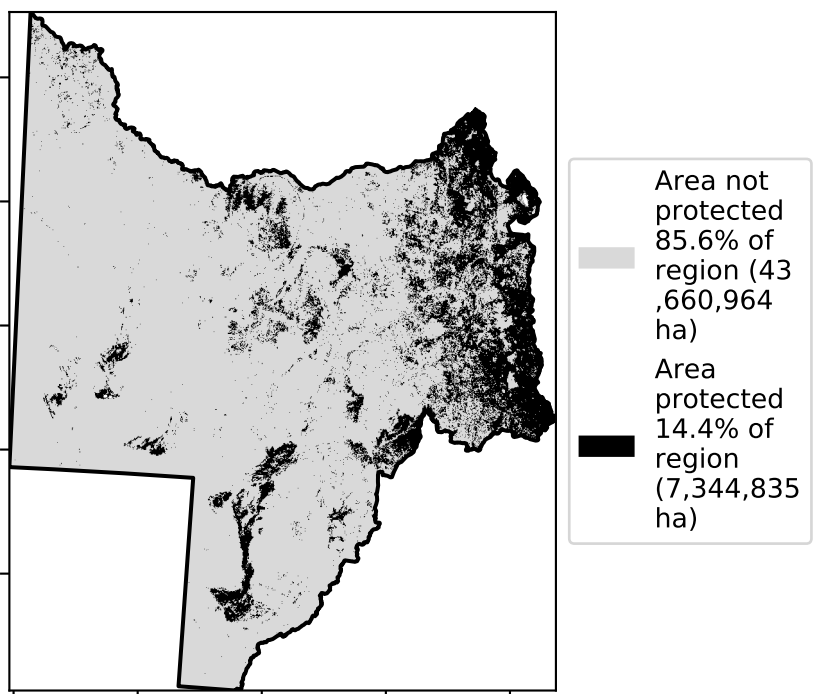 Area not
protected
85.6% of
region (43
,660,964
ha)
Area
protected
14.4% of
region
(7,344,835
ha)